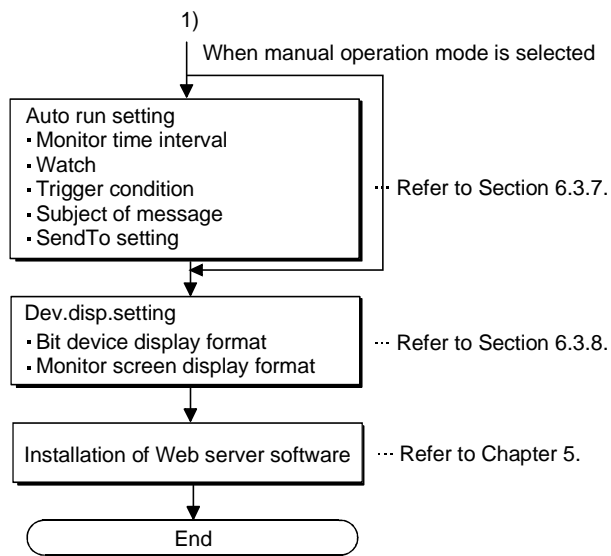 1)
When manual operation mode is selected
Auto run setting
· Monitor time interval
· Watch
· Trigger condition
· Subject of message
· SendTo setting
··· Refer to Section 6.3.7.
Dev.disp.setting
· Bit device display format
· Monitor screen display format
··· Refer to Section 6.3.8.
Installation of Web server software
··· Refer to Chapter 5.
End